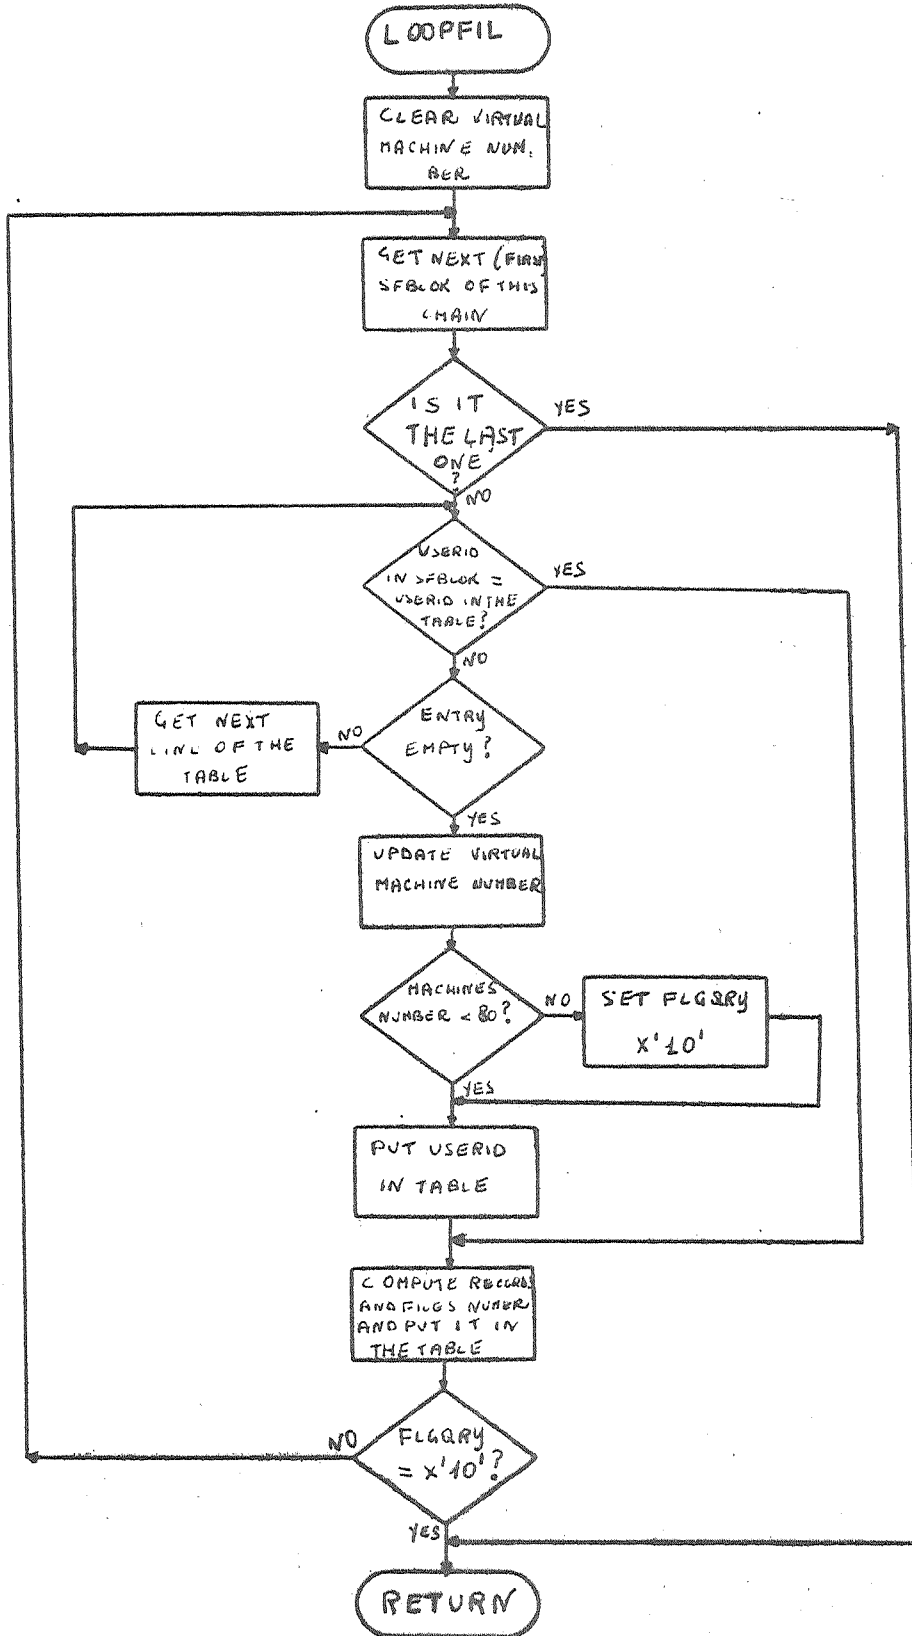 LOOPFIL
CLEAR VIRTUAL
MACHINE NUM.
BER
GET NEXT (FIRST
SFBLOK OF THIS
CHAIN
IS IT
THE LAST
ONE
?
YES
NO
USERID
IN SFBLOK =
USERID IN THE
TABLE?
YES
NO
ENTRY
EMPTY?
NO
GET NEXT
LINE OF THE
TABLE
YES
UPDATE VIRTUAL
MACHINE NUMBER
MACHINES
NUMBER < 80?
NO
SET FLGQRY
X'10'
YES
PUT USERID
IN TABLE
COMPUTE RECORDS
AND FILES NUMER
AND PUT IT IN
THE TABLE
FLGQRY
= X'10'?
NO
YES
RETURN